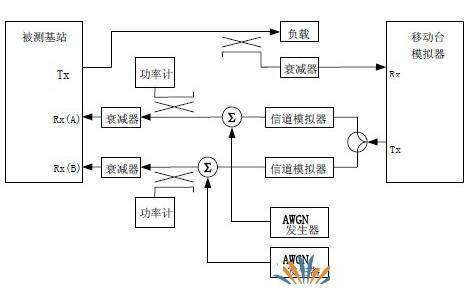 被测基站
负载
移动台
模拟器
Tx
功率计
衰减器
Rx
Rx(A)
衰减器
Σ
信道模拟器
Tx
Rx(B)
衰减器
Σ
信道模拟器
功率计
AWGN
发生器
AWGN